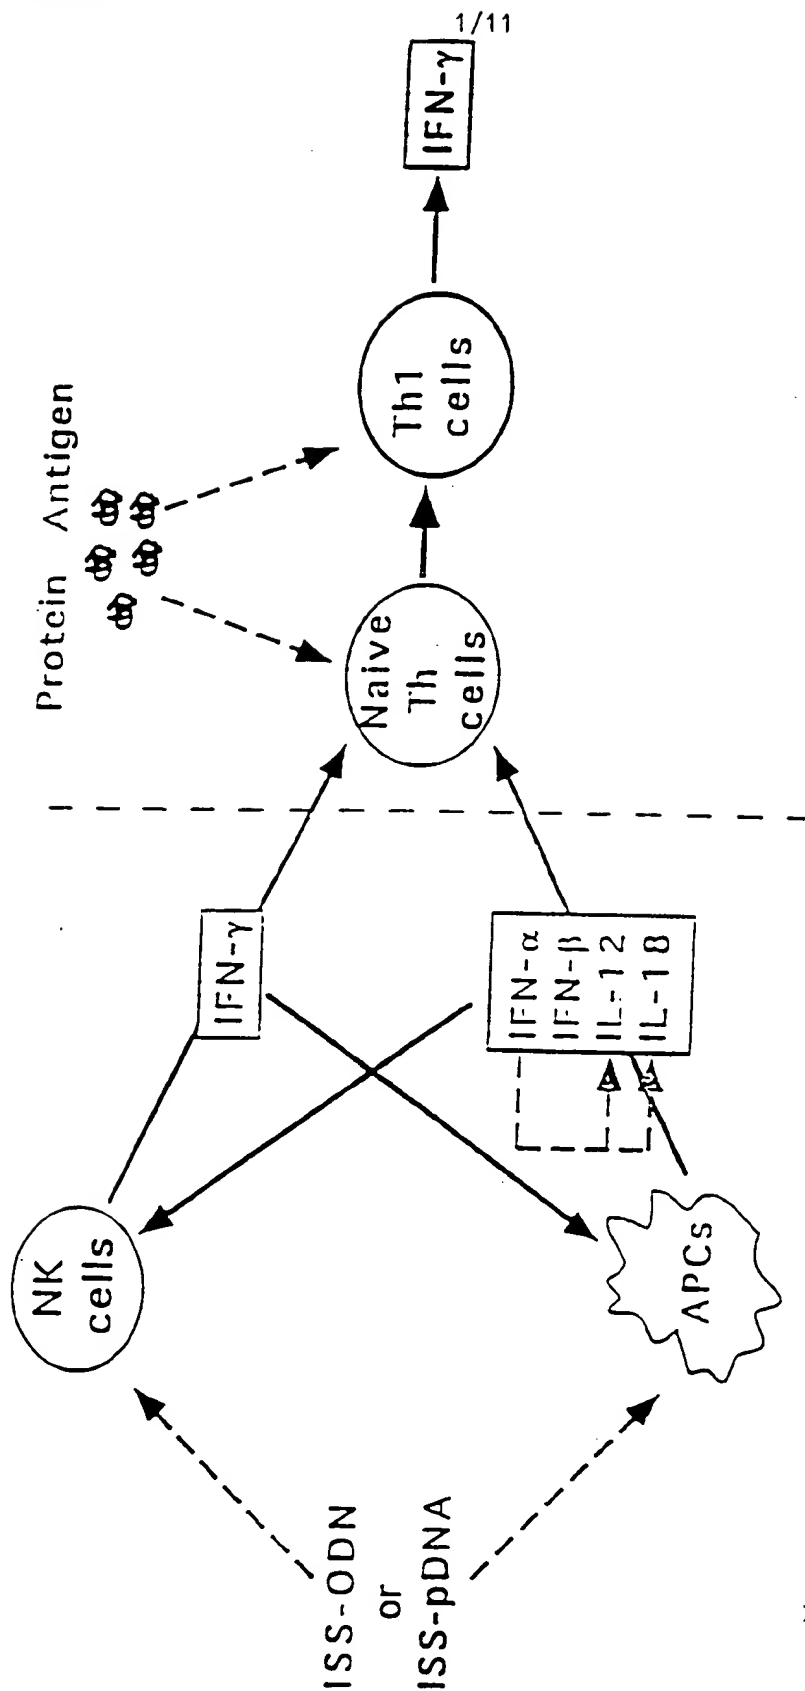 1/11
ISS-ODN
or
ISS-pDNA
NK
cells
APCs
IFN-γ
IFN-α
IFN-β
IL-12
IL-18
Protein Antigen
Naive
Th
cells
Th1
cells
IFN-γ